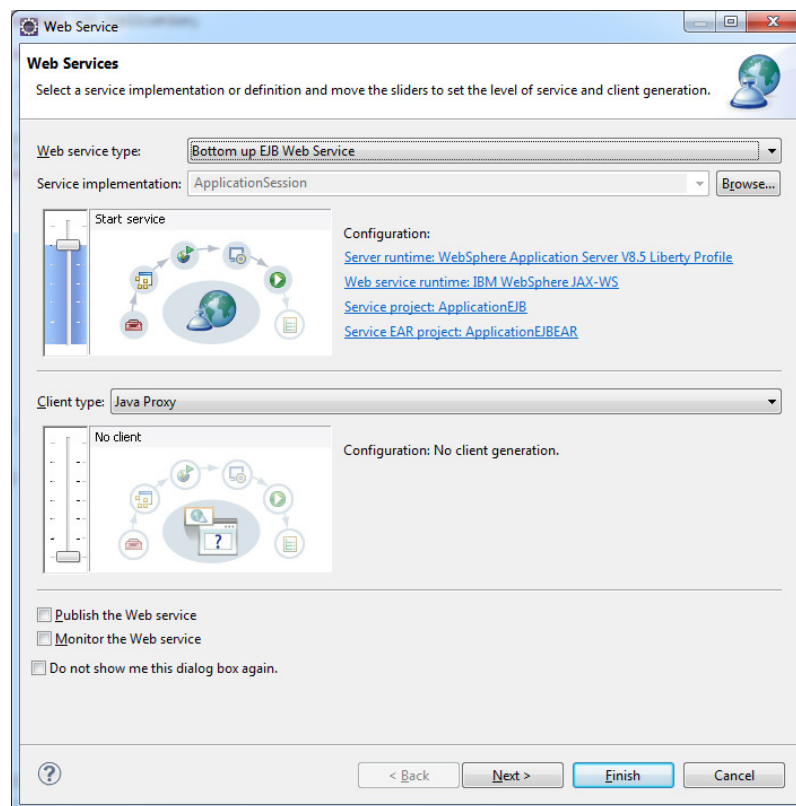 Web Service
Web Services
Select a service implementation or definition and move the sliders to set the level of service and client generation.
Web service type: Bottom up EJB Web Service
Service implementation: ApplicationSession Browse...
Start service
Configuration:
Server runtime: WebSphere Application Server V8.5 Liberty Profile
Web service runtime: IBM WebSphere JAX-WS
Service project: ApplicationEJB
Service EAR project: ApplicationEJBEAR
Client type: Java Proxy
No client
Configuration: No client generation.
?
Publish the Web service
Monitor the Web service
Do not show me this dialog box again.
? < Back Next > Finish Cancel